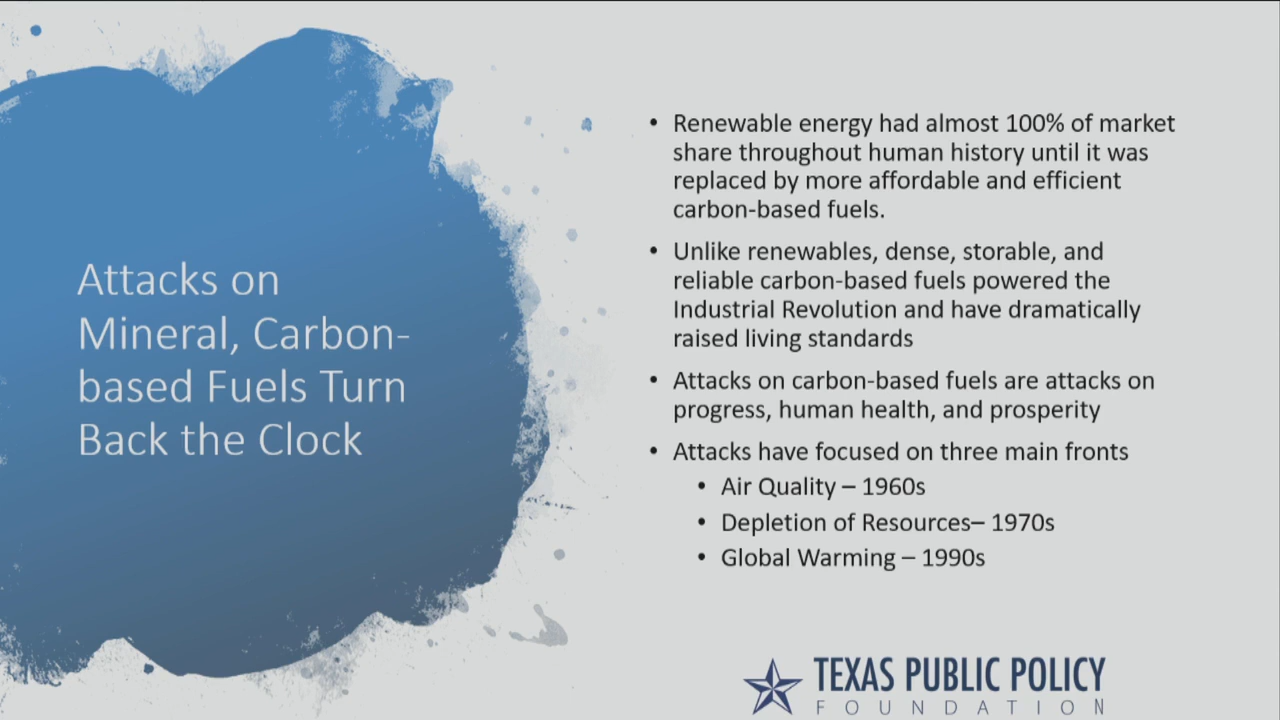 Attacks on
Mineral, Carbon-
based Fuels Turn
Back the Clock
• Renewable energy had almost 100% of market
share throughout human history until it was
replaced by more affordable and efficient
carbon-based fuels.
• Unlike renewables, dense, storable, and
reliable carbon-based fuels powered the
Industrial Revolution and have dramatically
raised living standards
• Attacks on carbon-based fuels are attacks on
progress, human health, and prosperity
• Attacks have focused on three main fronts
• Air Quality – 1960s
• Depletion of Resources– 1970s
• Global Warming – 1990s
TEXAS PUBLIC POLICY
FOUNDATION